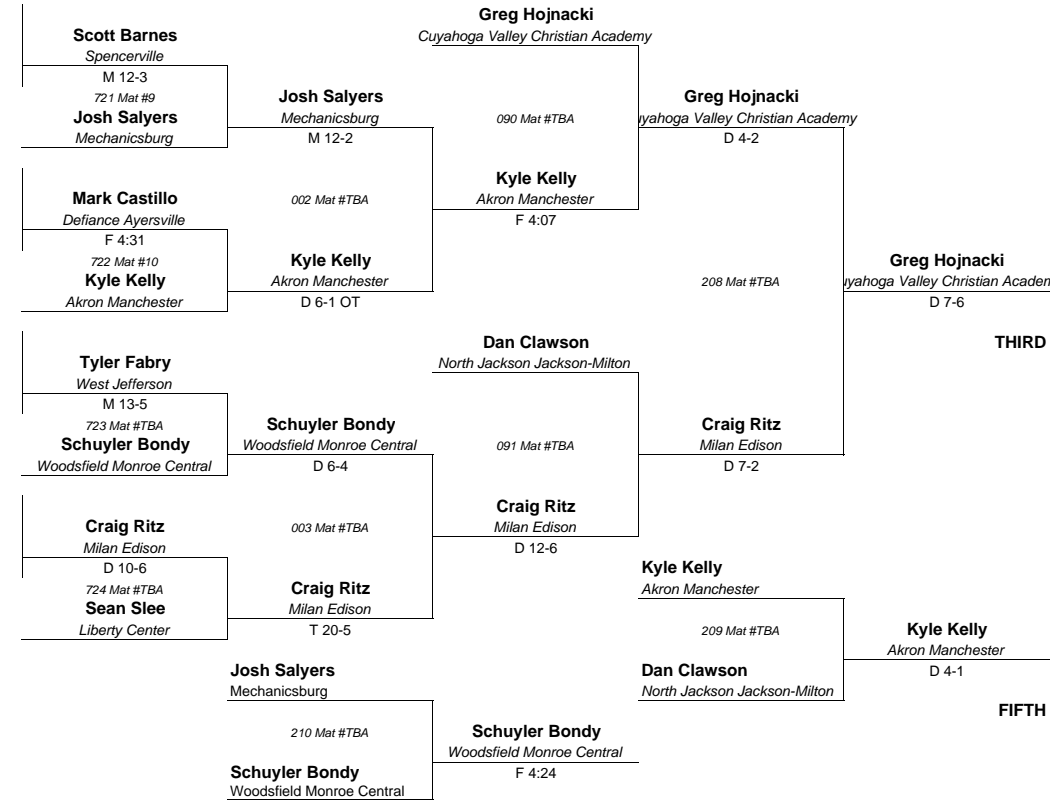 Scott Barnes
Spencerville
M 12-3
721 Mat #9
Josh Salyers
Mechanicsburg
Mark Castillo
Defiance Ayersville
F 4:31
722 Mat #10
Kyle Kelly
Akron Manchester
Tyler Fabry
West Jefferson
M 13-5
723 Mat #TBA
Schuyler Bondy
Woodsfield Monroe Central
Craig Ritz
Milan Edison
D 10-6
724 Mat #TBA
Sean Slee
Liberty Center
Josh Salyers
Mechanicsburg
M 12-2
002 Mat #TBA
Kyle Kelly
Akron Manchester
D 6-1 OT
Schuyler Bondy
Woodsfield Monroe Central
D 6-4
003 Mat #TBA
Craig Ritz
Milan Edison
T 20-5
Josh Salyers
Mechanicsburg
210 Mat #TBA
Schuyler Bondy
Woodsfield Monroe Central
Greg Hojnacki
Cuyahoga Valley Christian Academy
090 Mat #TBA
Kyle Kelly
Akron Manchester
F 4:07
Dan Clawson
North Jackson Jackson-Milton
091 Mat #TBA
Craig Ritz
Milan Edison
D 12-6
Schuyler Bondy
Woodsfield Monroe Central
F 4:24
Greg Hojnacki
uyahoga Valley Christian Academy
D 4-2
208 Mat #TBA
Craig Ritz
Milan Edison
D 7-2
Kyle Kelly
Akron Manchester
209 Mat #TBA
Dan Clawson
North Jackson Jackson-Milton
Greg Hojnacki
uyahoga Valley Christian Academ
D 7-6
THIRD
Kyle Kelly
Akron Manchester
D 4-1
FIFTH